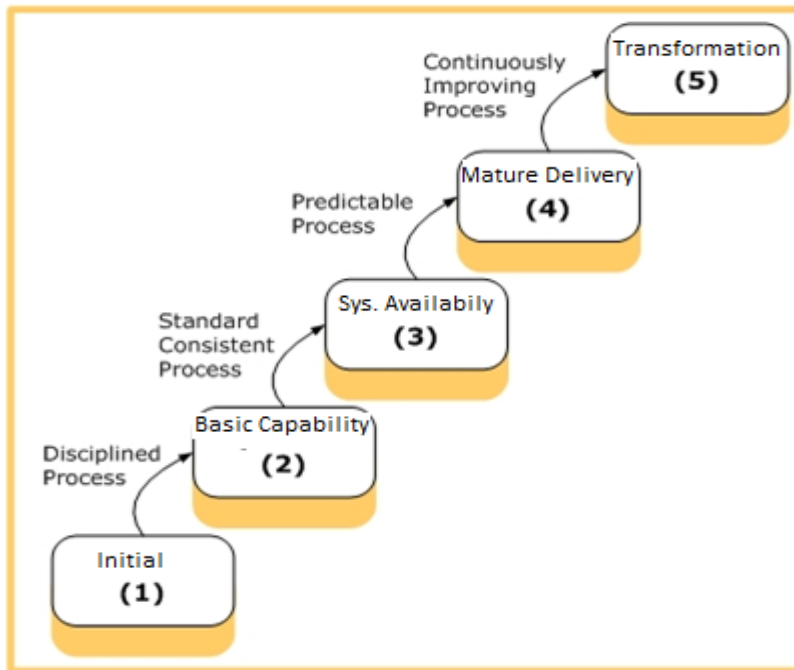 Transformation
(5)
Continuously
Improving
Process
Mature Delivery
(4)
Predictable
Process
Sys. Availabily
(3)
Standard
Consistent
Process
Basic Capability
(2)
Disciplined
Process
Initial
(1)